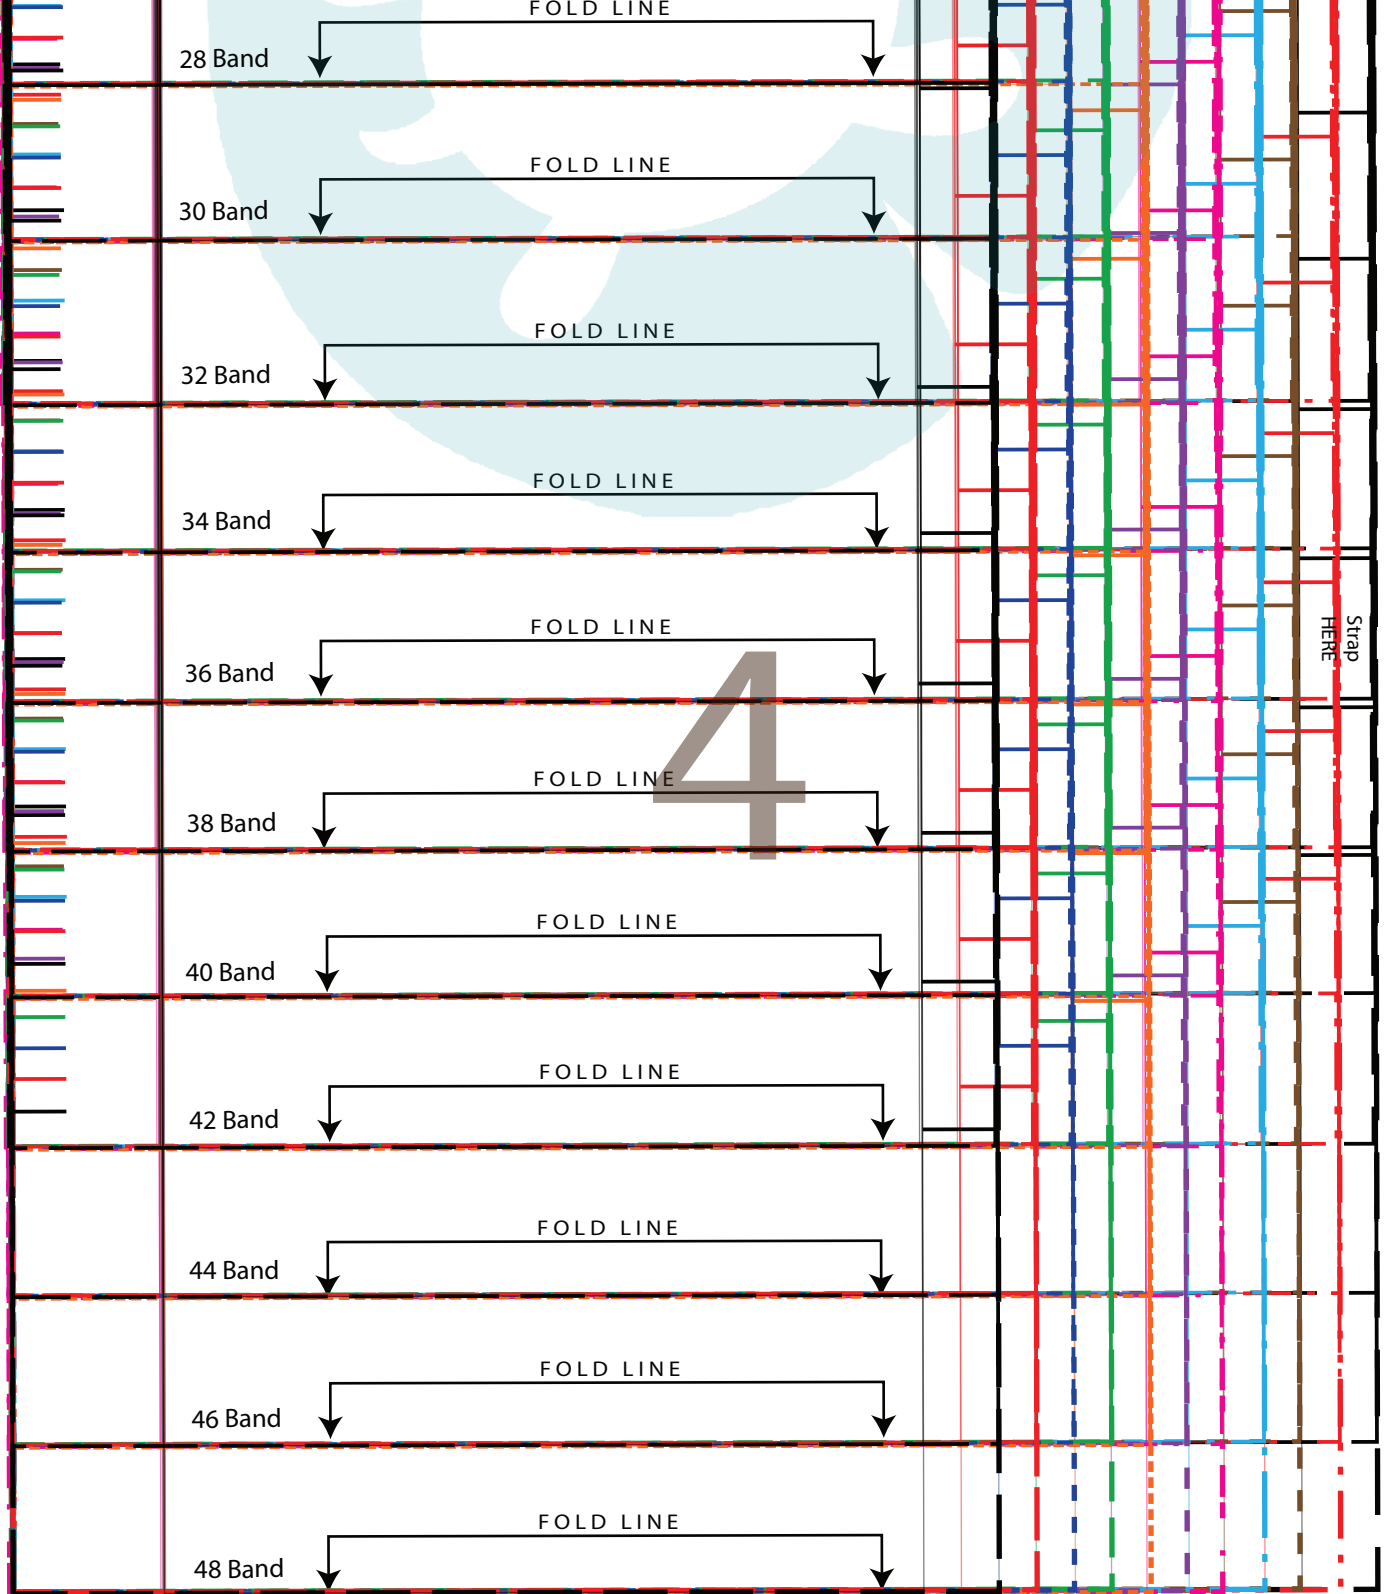 FOLD LINE
28 Band
FOLD LINE
30 Band
FOLD LINE
32 Band
FOLD LINE
34 Band
FOLD LINE
Strap
HERE
36 Band
4
FOLD LINE
38 Band
FOLD LINE
40 Band
FOLD LINE
42 Band
FOLD LINE
44 Band
FOLD LINE
46 Band
FOLD LINE
48 Band